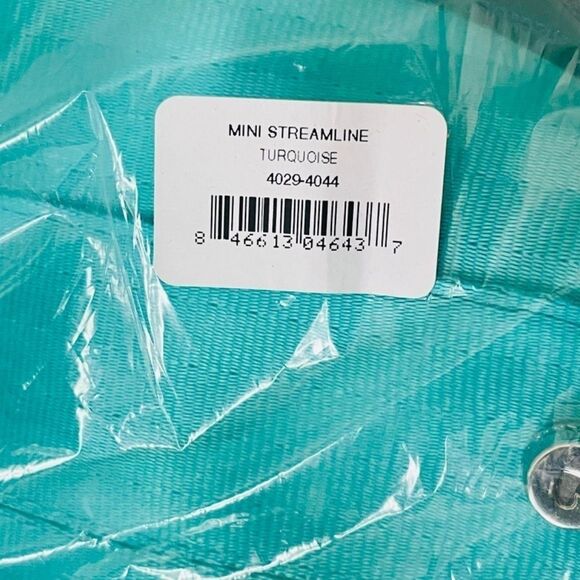 MINI STREAMLINE
TURQUOISE
4029-4044
8 46613 04643 7